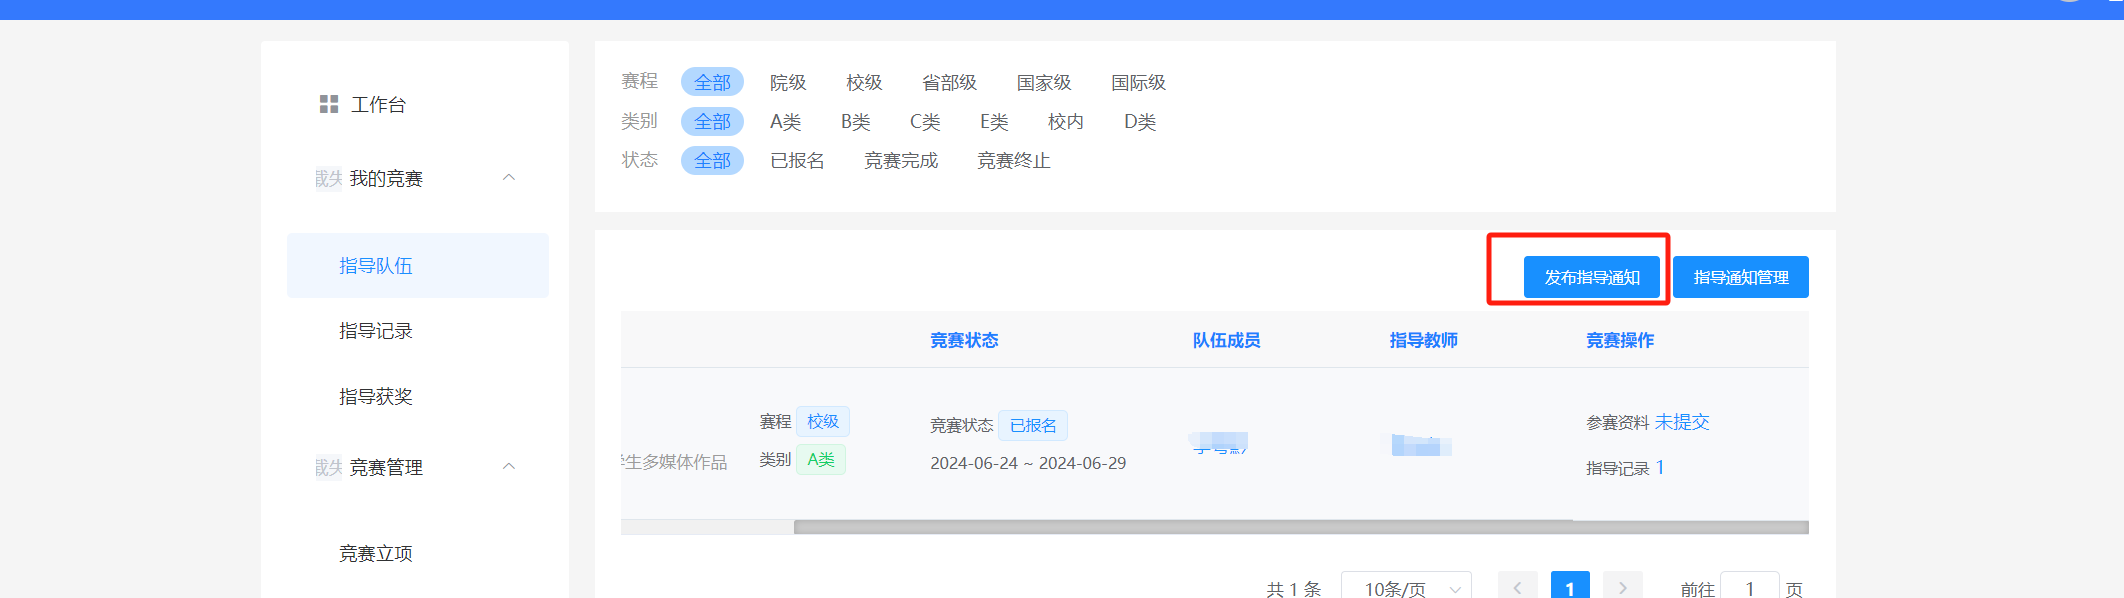 工作台
我的竞赛
指导队伍
指导记录
指导获奖
竞赛管理
竞赛立项
赛程 全部 院级 校级 省部级 国家级 国际级
类别 全部 A类 B类 C类 E类 校内 D类
状态 全部 已报名 竞赛完成 竞赛终止
发布指导通知 指导通知管理
竞赛状态 队伍成员 指导教师 竞赛操作
生多媒体作品
赛程 校级
类别 A类
竞赛状态 已报名
2024-06-24 ~ 2024-06-29
参赛资料 未提交
指导记录 1
共 1 条 10条/页 1 前往 1 页